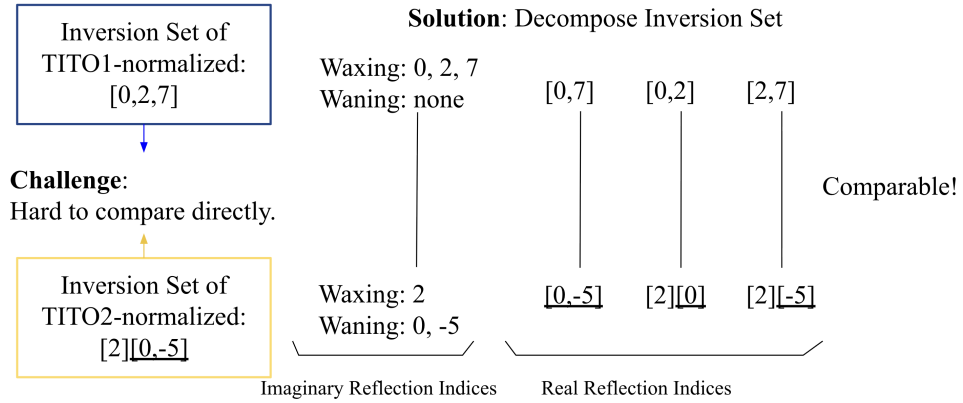 Solution: Decompose Inversion Set
Inversion Set of
TITO1-normalized:
[0,2,7]
Waxing: 0, 2, 7
Waning: none
[0,7]
[0,2]
[2,7]
Challenge:
Hard to compare directly.
Comparable!
Inversion Set of
TITO2-normalized:
[2][0,-5]
Waxing: 2
Waning: 0, -5
[0,-5]
[2][0]
[2][-5]
Imaginary Reflection Indices
Real Reflection Indices